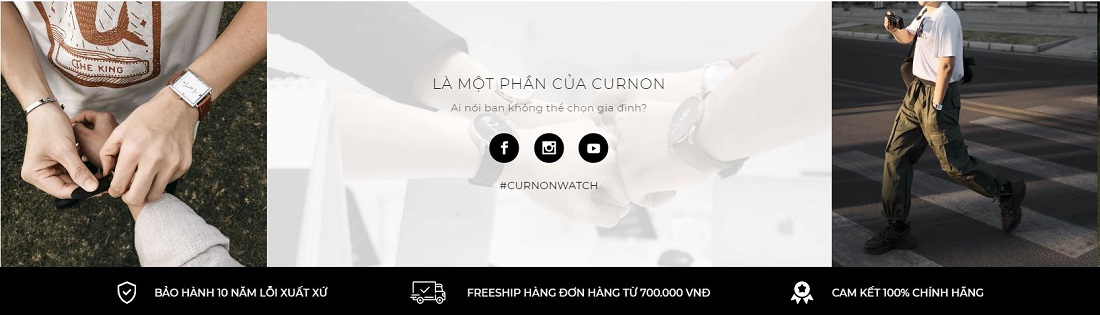 THE KING
LÀ MỘT PHẦN CỦA CURNON
Ai nói bạn không thể chọn gia đình?
#CURNONWATCH
BẢO HÀNH 10 NĂM LỖI XUẤT XỨ
FREESHIP HÀNG ĐƠN HÀNG TỪ 700.000 VNĐ
CAM KẾT 100% CHÍNH HÃNG